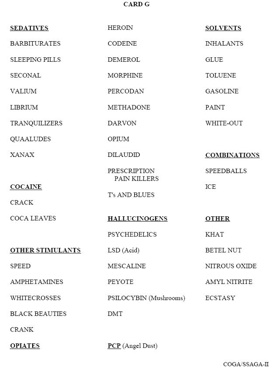 CARD G
SEDATIVES
BARBITURATES
SLEEPING PILLS
SECONAL
VALIUM
LIBRIUM
TRANQUILIZERS
QUAALUDES
XANAX
COCAINE
CRACK
COCA LEAVES
OTHER STIMULANTS
SPEED
AMPHETAMINES
WHITECROSSES
BLACK BEAUTIES
CRANK
OPIATES
HEROIN
CODEINE
DEMEROL
MORPHINE
PERCODAN
METHADONE
DARVON
OPIUM
DILAUDID
PRESCRIPTION
PAIN KILLERS
T's AND BLUES
HALLUCINOGENS
PSYCHEDELICS
LSD (Acid)
MESCALINE
PEYOTE
PSILOCYBIN (Mushrooms)
DMT
PCP (Angel Dust)
SOLVENTS
INHALANTS
GLUE
TOLUENE
GASOLINE
PAINT
WHITE-OUT
COMBINATIONS
SPEEDBALLS
ICE
OTHER
KHAT
BETEL NUT
NITROUS OXIDE
AMYL NITRITE
ECSTASY
COGA/SSAGA-II